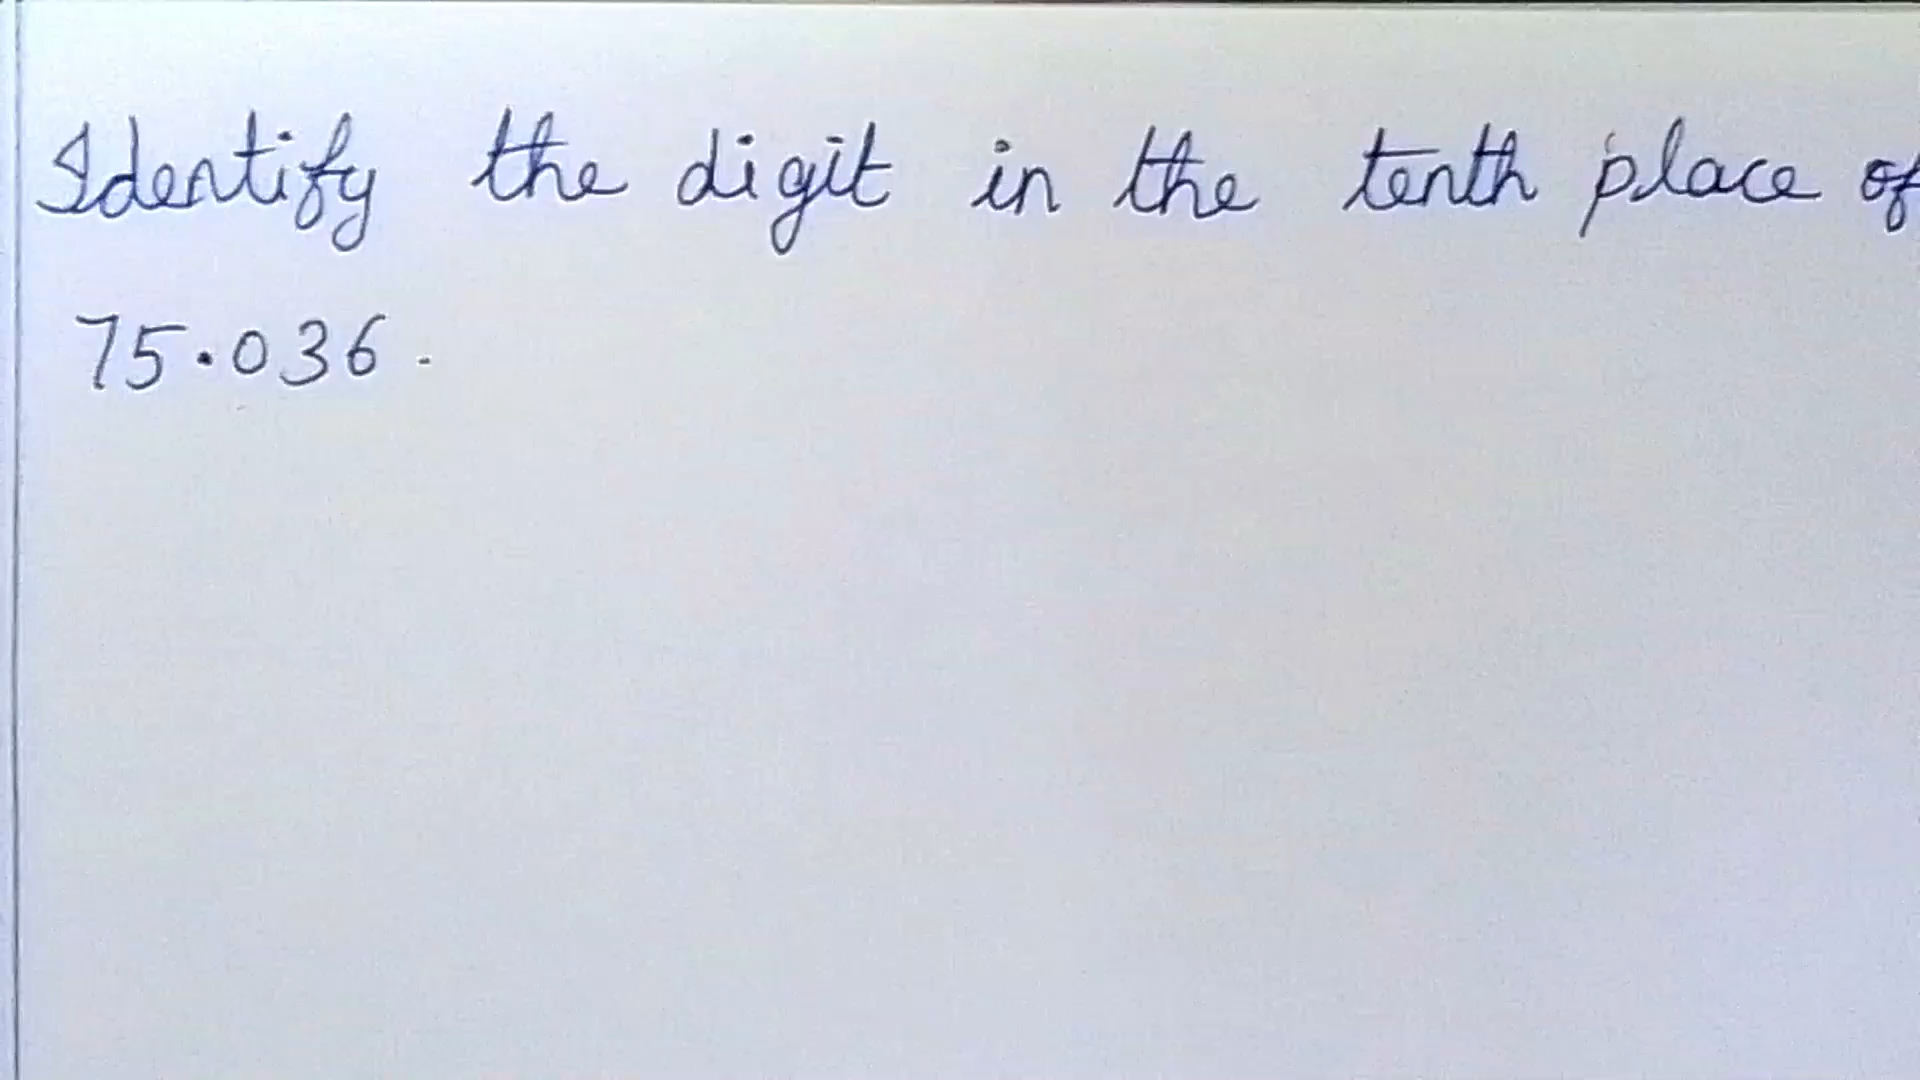 Identify the digit in the tenth place of
75.036.